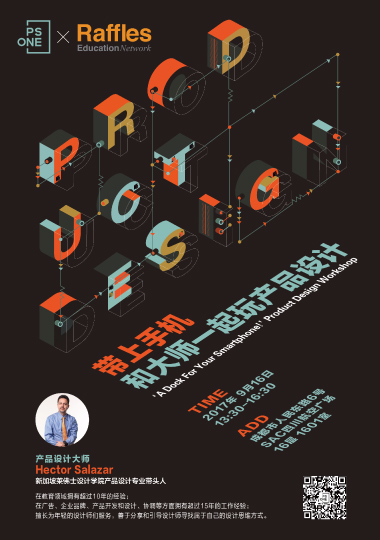 PS
ONE
Raffles
Education Network
PRODUCT
DESIGN
带上手机
和大师一起玩产品设计
'A Dock For Your Smartphone!' Product Design Workshop
TIME
2017年 9月16日
13:30-16:30
ADD
成都市人民东路6号
SAC四川航空广场
16层 1601室
产品设计大师
Hector Salazar
新加坡莱佛士设计学院产品设计专业带头人
在教育领域拥有超过10年的经验;
在广告、企业品牌、产品开发和设计、协调等方面拥有超过15年的工作经验;
擅长为年轻的设计师们服务，善于分享和引导设计师寻找属于自己的设计思维方式。